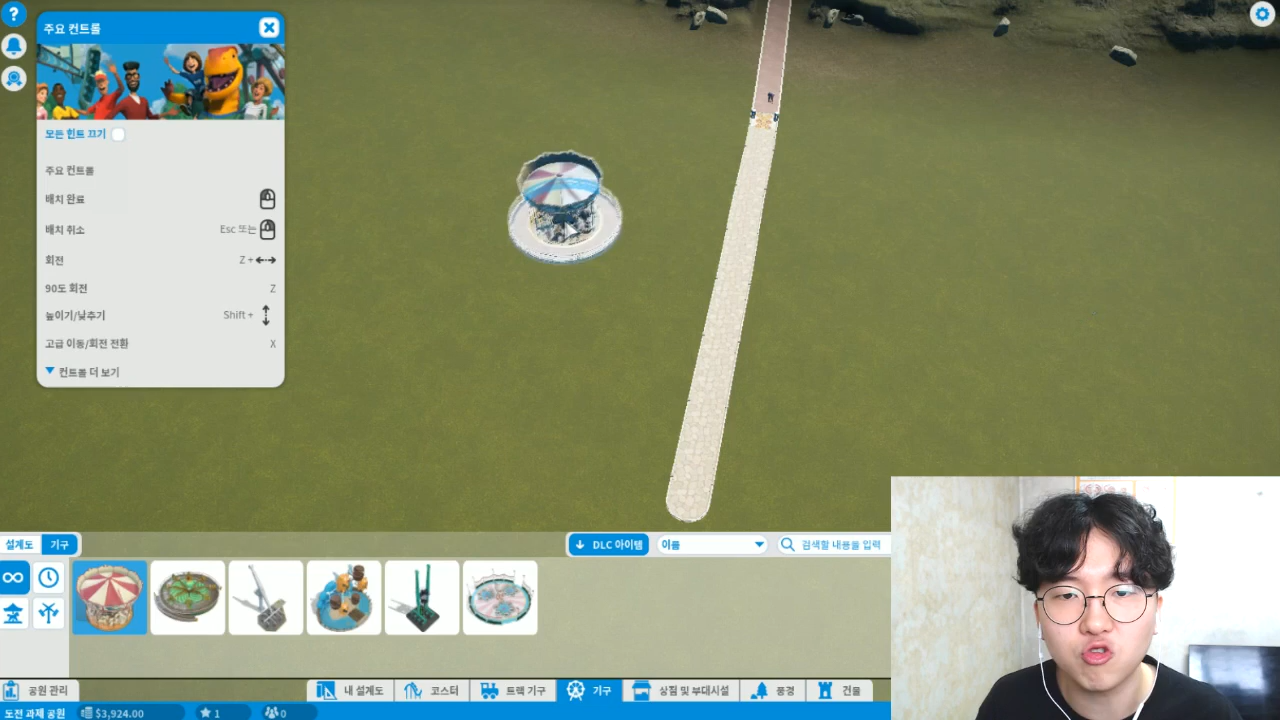 주요 컨트롤
모든 힌트 끄기
주요 컨트롤
배치 완료
배치 취소 Esc 또는
회전 Z +
90도 회전 Z
높이기/낮추기 Shift +
고급 이동/회전 전환 X
컨트롤 더 보기
설계도 기구
DLC 아이템 이름 검색할 내용을 입력
공원 관리 내 설계도 코스터 트랙 기구 기구 상점 및 부대시설 풍경 건물
도전 과제 공원 $3,924.00 1 0